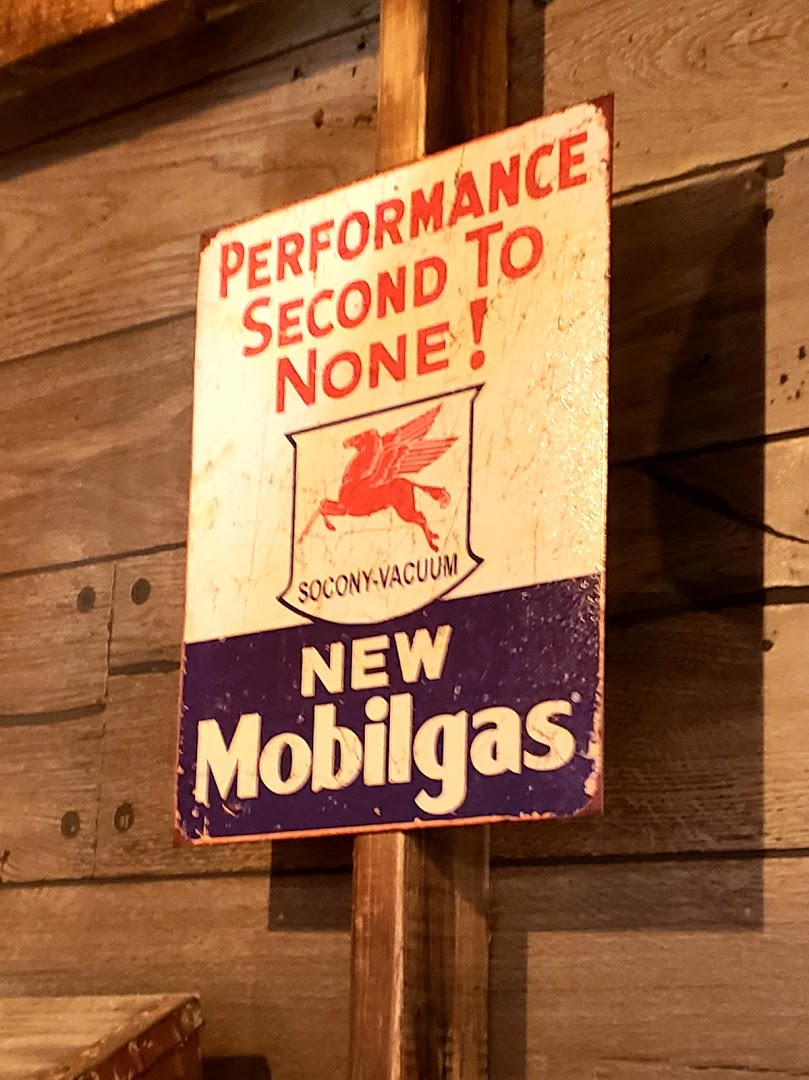 PERFORMANCE
SECOND TO
NONE!
SOCONY-VACUUM
NEW
Mobilgas